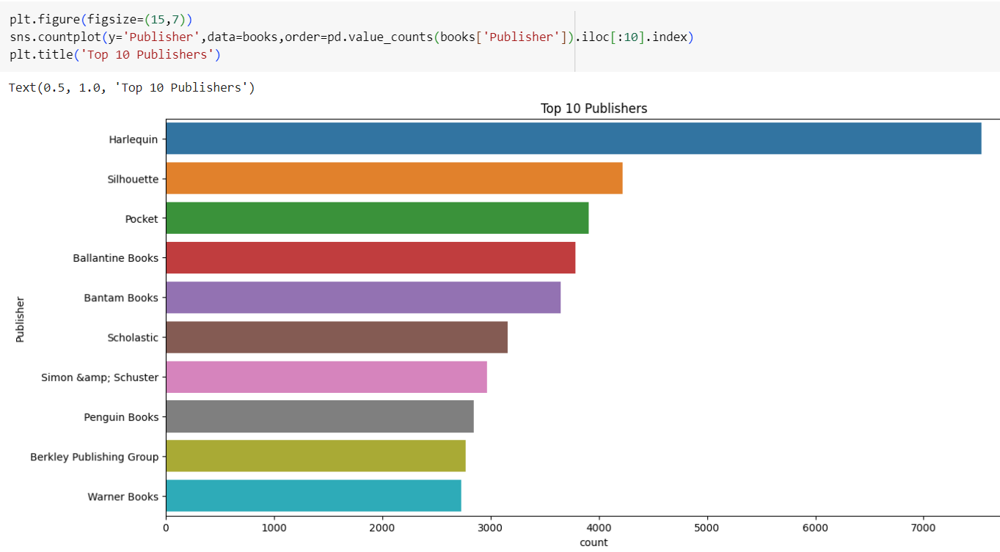 plt.figure(figsize=(15,7))
sns.countplot(y='Publisher',data=books,order=pd.value_counts(books['Publisher']).iloc[:10].index)
plt.title('Top 10 Publishers')
Text(0.5, 1.0, 'Top 10 Publishers')
Top 10 Publishers
Harlequin
Silhouette
Pocket
Ballantine Books
Bantam Books
Publisher
Scholastic
Simon &amp; Schuster
Penguin Books
Berkley Publishing Group
Warner Books
0 1000 2000 3000 4000 5000 6000 7000
count